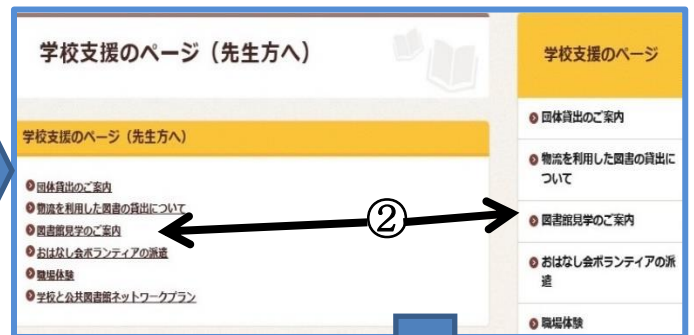 学校支援のページ（先生方へ）
学校支援のページ（先生方へ）
団体貸出のご案内
物流を利用した図書の貸出について
図書館見学のご案内
おはなし会ボランティアの派遣
職場体験
学校と公共図書館ネットワークプラン
②
学校支援のページ
団体貸出のご案内
物流を利用した図書の貸出に
ついて
図書館見学のご案内
おはなし会ボランティアの派
遣
職場体験